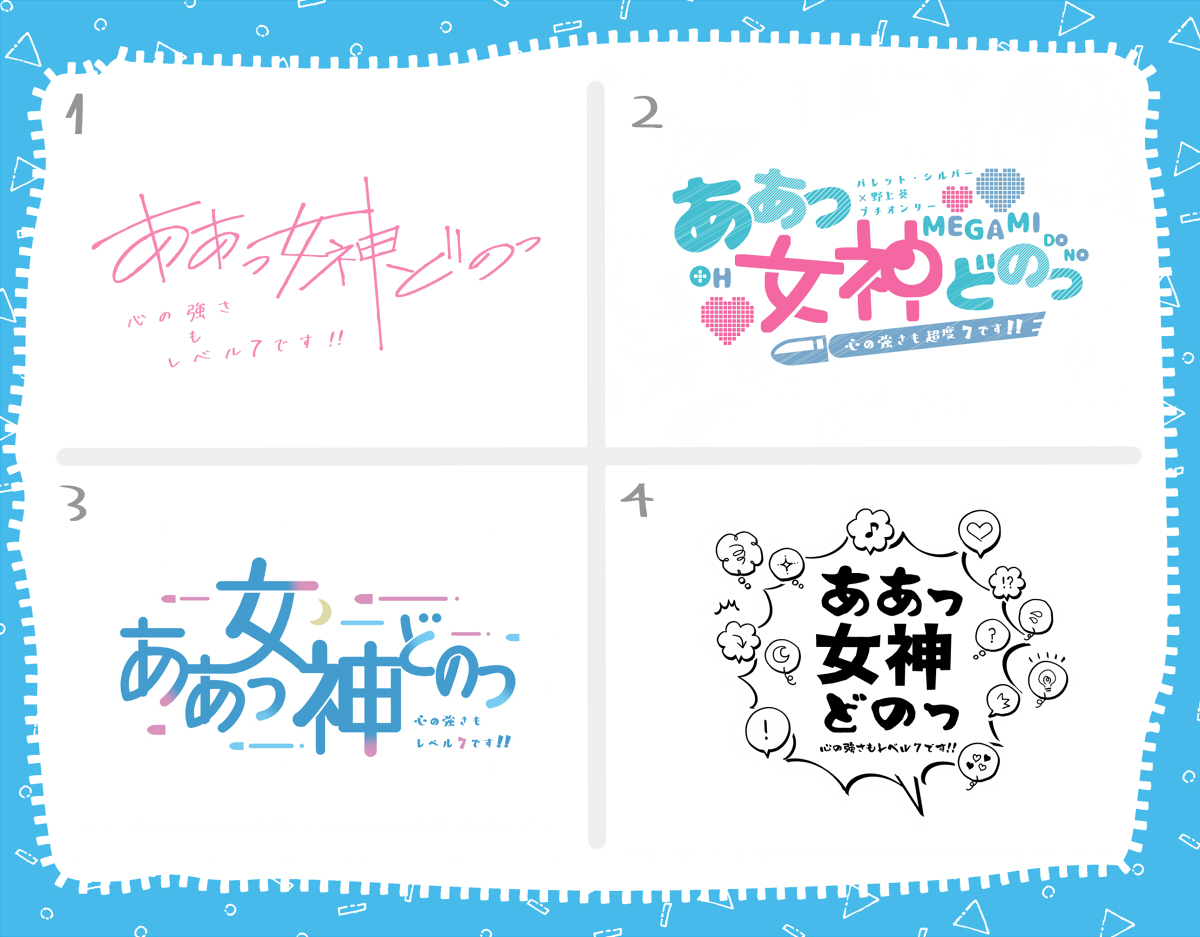 1
ああっ女神どのっ
心の強さ
も
レベル7です!!
2
ああっ
パレット・シルバー
×野上葵
プチオンリー
MEGAMI
DO
NO
OH
女神どのっ
心の強さも超度7です!!
3
ああっ女神どのっ
心の強さも
レベル7です!!
4
ああっ
女神
どのっ
心の強さもレベル7です!!
!?
?
!